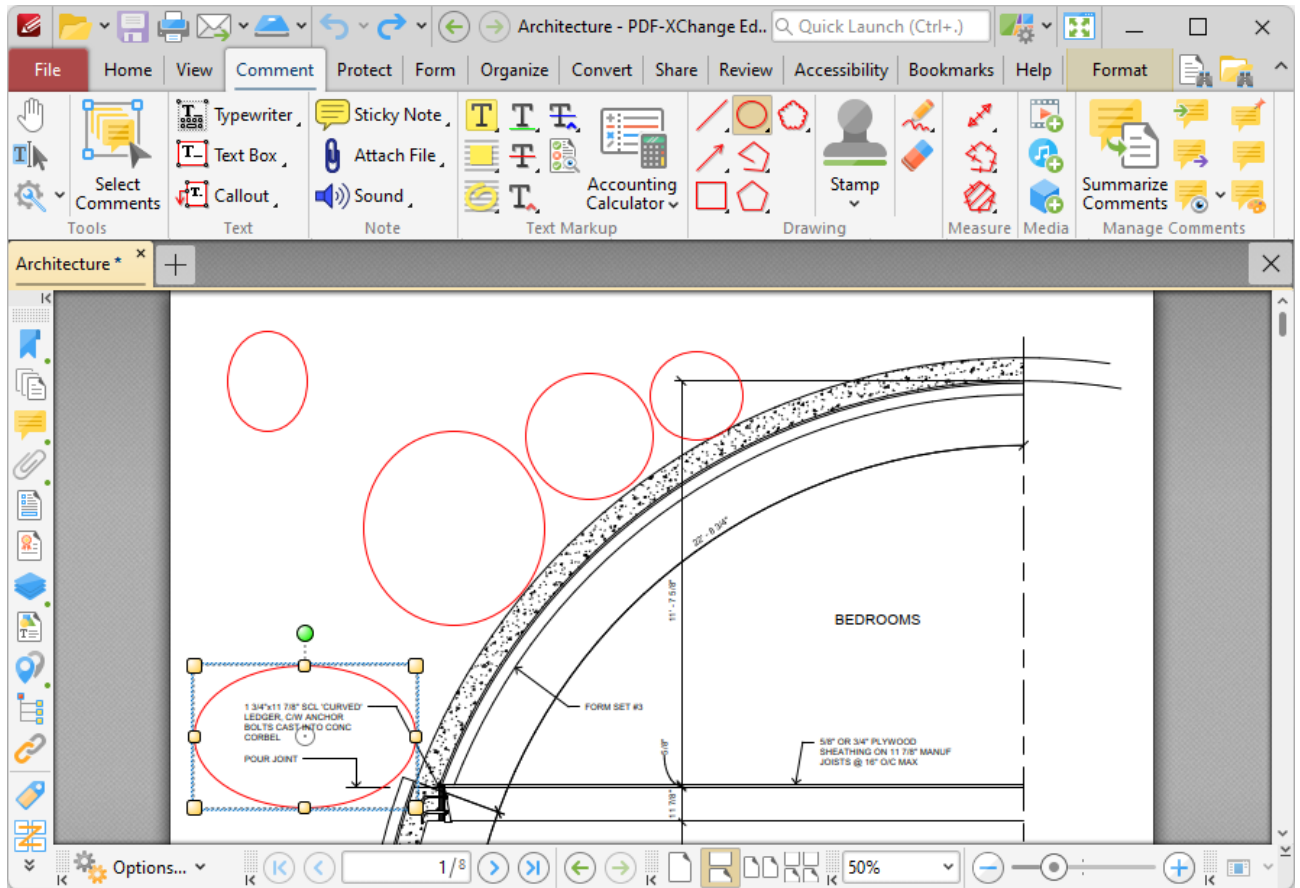 Architecture - PDF-XChange Ed.. Quick Launch (Ctrl+.)
File Home View Comment Protect Form Organize Convert Share Review Accessibility Bookmarks Help Format
Select
Comments
Tools
Typewriter
Text Box
Callout
Text
Sticky Note
Attach File
Sound
Note
Accounting
Calculator
Text Markup
Stamp
Drawing
Measure
Media
Summarize
Comments
Manage Comments
Architecture *
22' - 8 3/4"
11' - 7 5/8"
BEDROOMS
1 3/4"x11 7/8" SCL 'CURVED'
LEDGER, C/W ANCHOR
BOLTS CAST INTO CONC
CORBEL
POUR JOINT
FORM SET #3
5/8"
5/8" OR 3/4" PLYWOOD
SHEATHING ON 11 7/8" MANUF
JOISTS @ 16" O/C MAX
11 7/8"
Options... 1/8 50%